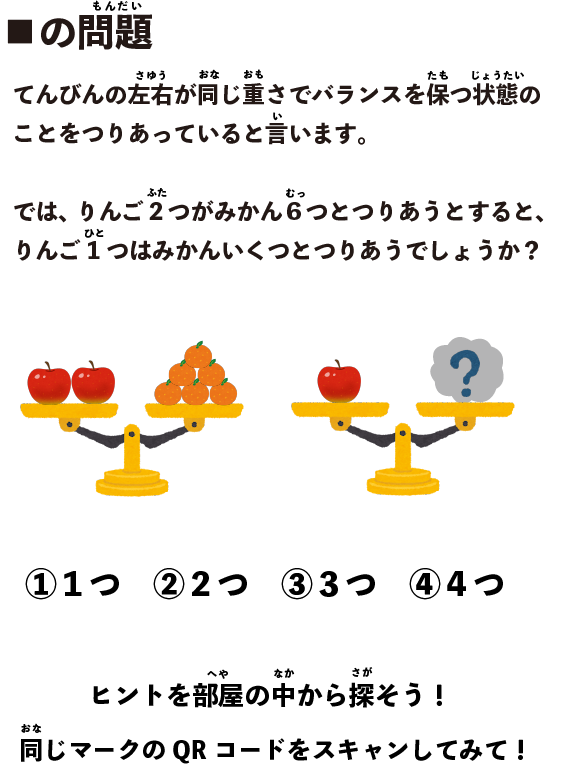 ■の問題
てんびんの左右が同じ重さでバランスを保つ状態の
ことをつりあっていると言います。
では、りんご2つがみかん6つとつりあうとすると、
りんご1つはみかんいくつとつりあうでしょうか？
?
①1つ ②2つ ③3つ ④4つ
ヒントを部屋の中から探そう！
同じマークのQRコードをスキャンしてみて！